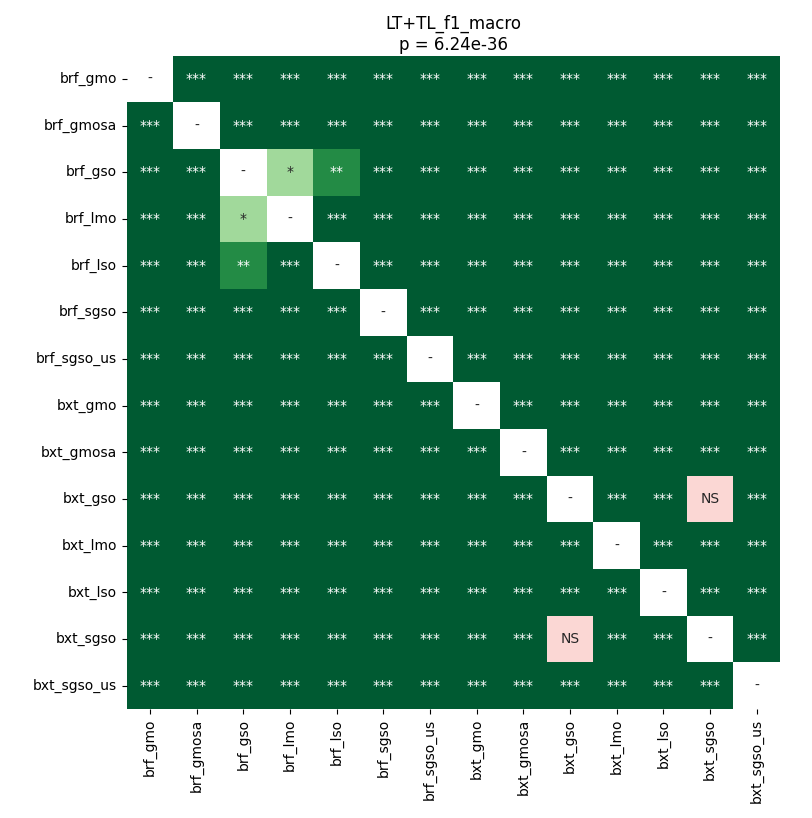 LT+TL_f1_macro
p = 6.24e-36
brf_gmo - *** *** *** *** *** *** *** *** *** *** *** *** ***
brf_gmosa *** - *** *** *** *** *** *** *** *** *** *** *** ***
brf_gso *** *** - * ** *** *** *** *** *** *** *** *** ***
brf_lmo *** *** * - *** *** *** *** *** *** *** *** *** ***
brf_lso *** *** ** *** - *** *** *** *** *** *** *** *** ***
brf_sgso *** *** *** *** *** - *** *** *** *** *** *** *** ***
brf_sgso_us *** *** *** *** *** *** - *** *** *** *** *** *** ***
bxt_gmo *** *** *** *** *** *** *** - *** *** *** *** *** ***
bxt_gmosa *** *** *** *** *** *** *** *** - *** *** *** *** ***
bxt_gso *** *** *** *** *** *** *** *** *** - *** *** NS ***
bxt_lmo *** *** *** *** *** *** *** *** *** *** - *** *** ***
bxt_lso *** *** *** *** *** *** *** *** *** *** *** - *** ***
bxt_sgso *** *** *** *** *** *** *** *** *** NS *** *** - ***
bxt_sgso_us *** *** *** *** *** *** *** *** *** *** *** *** *** -
brf_gmo brf_gmosa brf_gso brf_lmo brf_lso brf_sgso brf_sgso_us bxt_gmo bxt_gmosa bxt_gso bxt_lmo bxt_lso bxt_sgso bxt_sgso_us